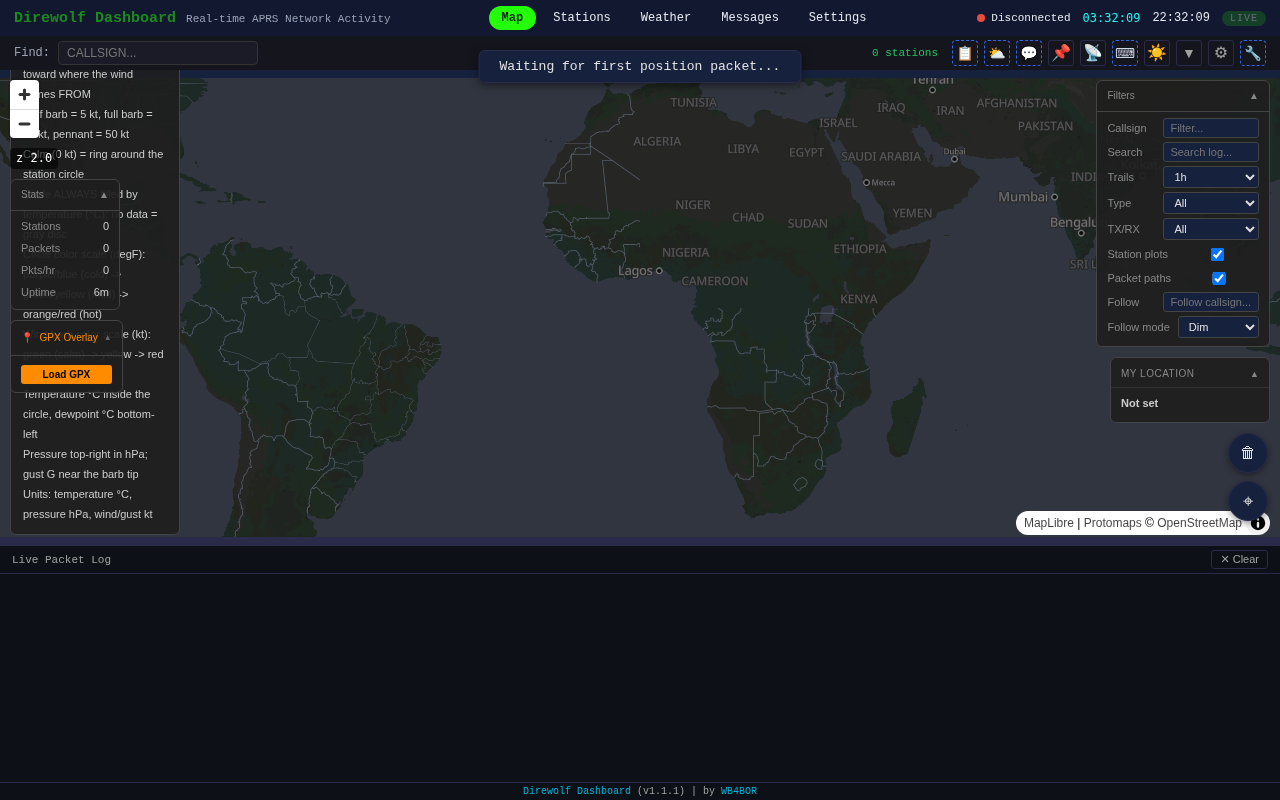 Direwolf Dashboard Real-time APRS Network Activity
Map Stations Weather Messages Settings
Disconnected 03:32:09 22:32:09 LIVE
Find: CALLSIGN...
0 stations
Waiting for first position packet...
toward where the wind
FROM
barb = 5 kt, full barb =
kt, pennant = 50 kt
(0 kt) = ring around the
station circle
z 2.0
Stats ▲
Stations 0
Packets 0
Pkts/hr 0
Uptime 6m
orange/red (hot)
GPX Overlay ▲
Load GPX
Temperature °C inside the
circle, dewpoint °C bottom-
left
Pressure top-right in hPa;
gust G near the barb tip
Units: temperature °C,
pressure hPa, wind/gust kt
Tehran
TUNISIA
IRAQ
IRAN
AFGHANISTAN
ISRAEL
PAKISTAN
ALGERIA
LIBYA
EGYPT
SAUDI ARABIA
Dubai
Mecca
Mumbai
NIGER
CHAD
SUDAN
YEMEN
NIGERIA
ETHIOPIA
Lagos
CAMEROON
KENYA
Filters ▲
Callsign Filter...
Search Search log...
Trails 1h
Type All
TX/RX All
Station plots
Packet paths
Follow Follow callsign...
Follow mode Dim
MY LOCATION ▲
Not set
MapLibre | Protomaps © OpenStreetMap
Live Packet Log
✕ Clear
Direwolf Dashboard (v1.1.1) | by WB4BOR